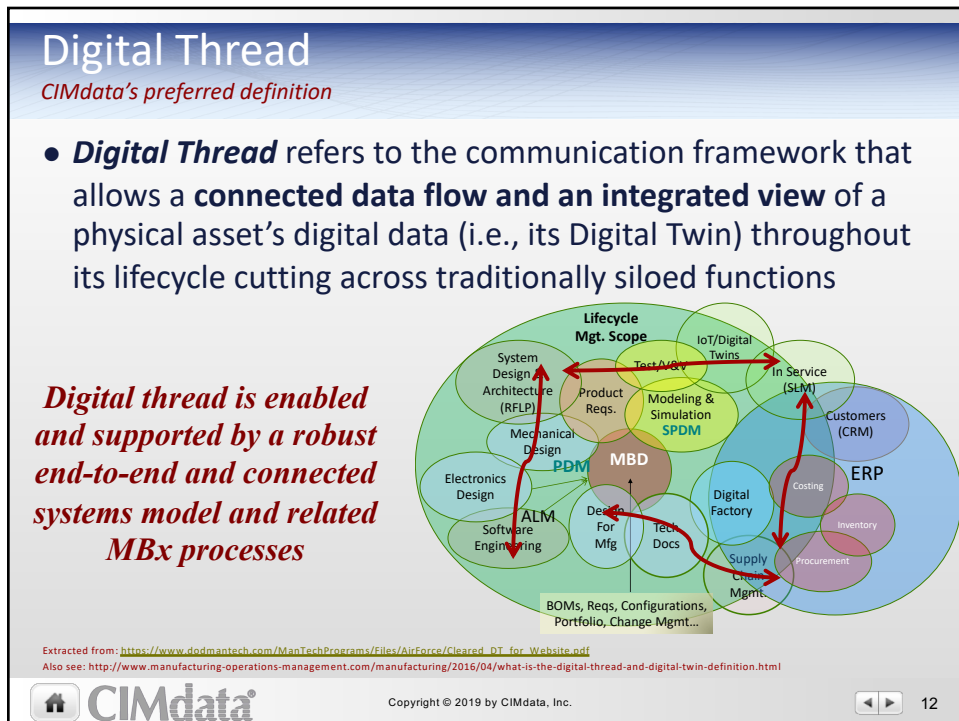 Digital Thread
CIMdata's preferred definition
● Digital Thread refers to the communication framework that
allows a connected data flow and an integrated view of a
physical asset's digital data (i.e., its Digital Twin) throughout
its lifecycle cutting across traditionally siloed functions
Digital thread is enabled
and supported by a robust
end-to-end and connected
systems model and related
MBx processes
Lifecycle
Mgt. Scope
IoT/Digital
Twins
System
Design &
Architecture
(RFLP)
Test/V&V
In Service
(SLM)
Product
Reqs.
Modeling &
Simulation
SPDM
Customers
(CRM)
Mechanical
Design
PDM
MBD
ERP
Electronics
Design
Digital
Factory
Costing
ALM
Software
Engineering
Design
For
Mfg
Tech
Docs
Inventory
Supply
Chain
Mgmt.
Procurement
BOMs, Reqs, Configurations,
Portfolio, Change Mgmt...
Extracted from: https://www.dodmantech.com/ManTechPrograms/Files/AirForce/Cleared_DT_for_Website.pdf
Also see: http://www.manufacturing-operations-management.com/manufacturing/2016/04/what-is-the-digital-thread-and-digital-twin-definition.html
CIMdata®
Copyright © 2019 by CIMdata, Inc.
12